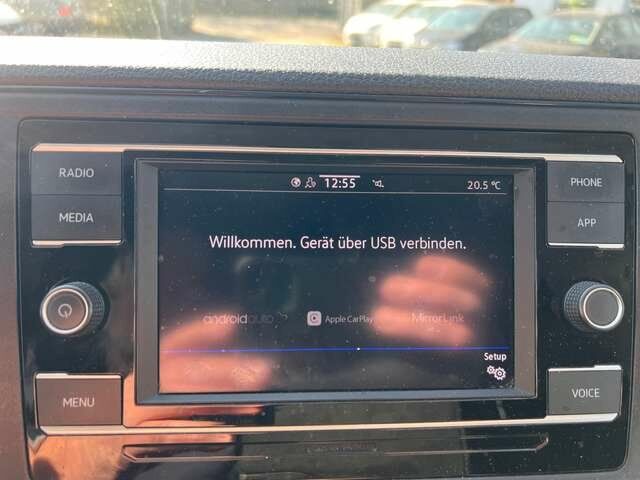 RADIO
MEDIA
MENU
12:55
20.5 °C
Willkommen. Gerät über USB verbinden.
androidauto
Apple CarPlay
MirrorLink
Setup
PHONE
APP
VOICE